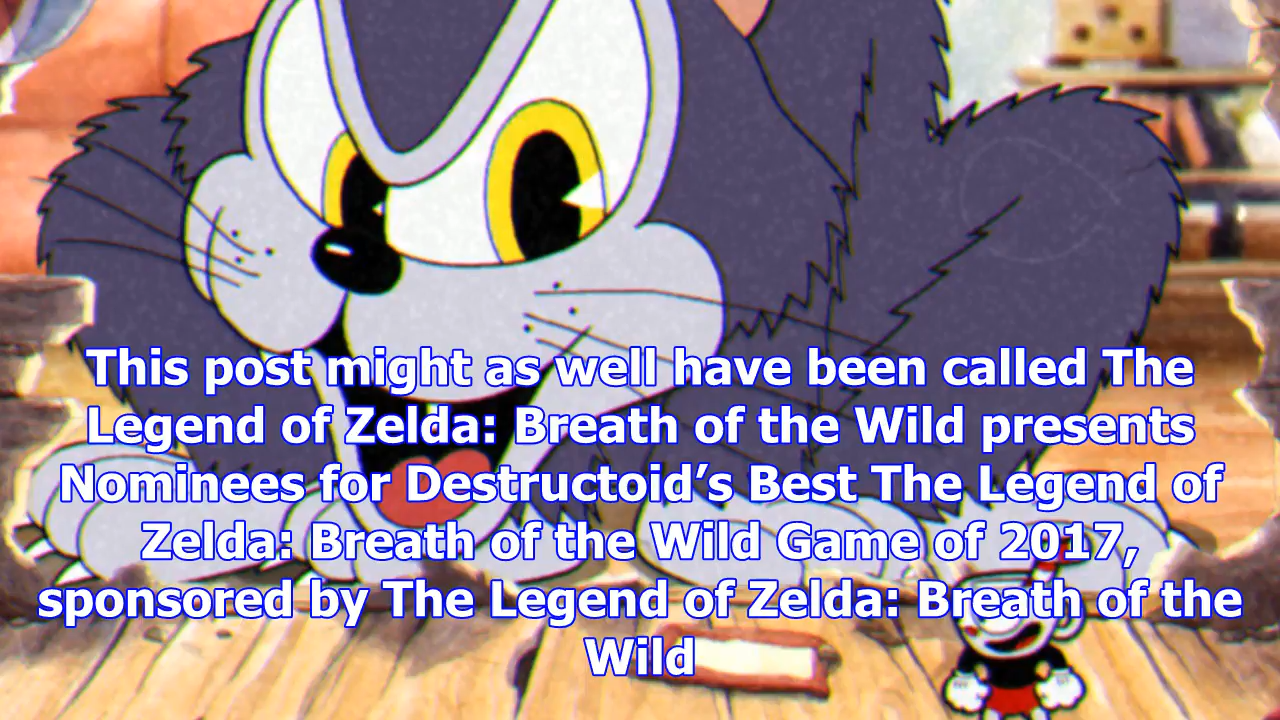 This post might as well have been called The
Legend of Zelda: Breath of the Wild presents
Nominees for Destructoid’s Best The Legend of
Zelda: Breath of the Wild Game of 2017,
sponsored by The Legend of Zelda: Breath of the
Wild